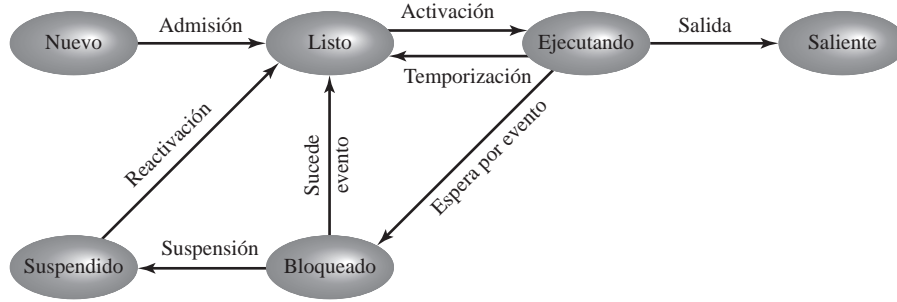 Nuevo
Admisión
Listo
Activación
Temporización
Ejecutando
Salida
Saliente
Reactivación
Sucede
evento
Espera por evento
Suspendido
Suspensión
Bloqueado